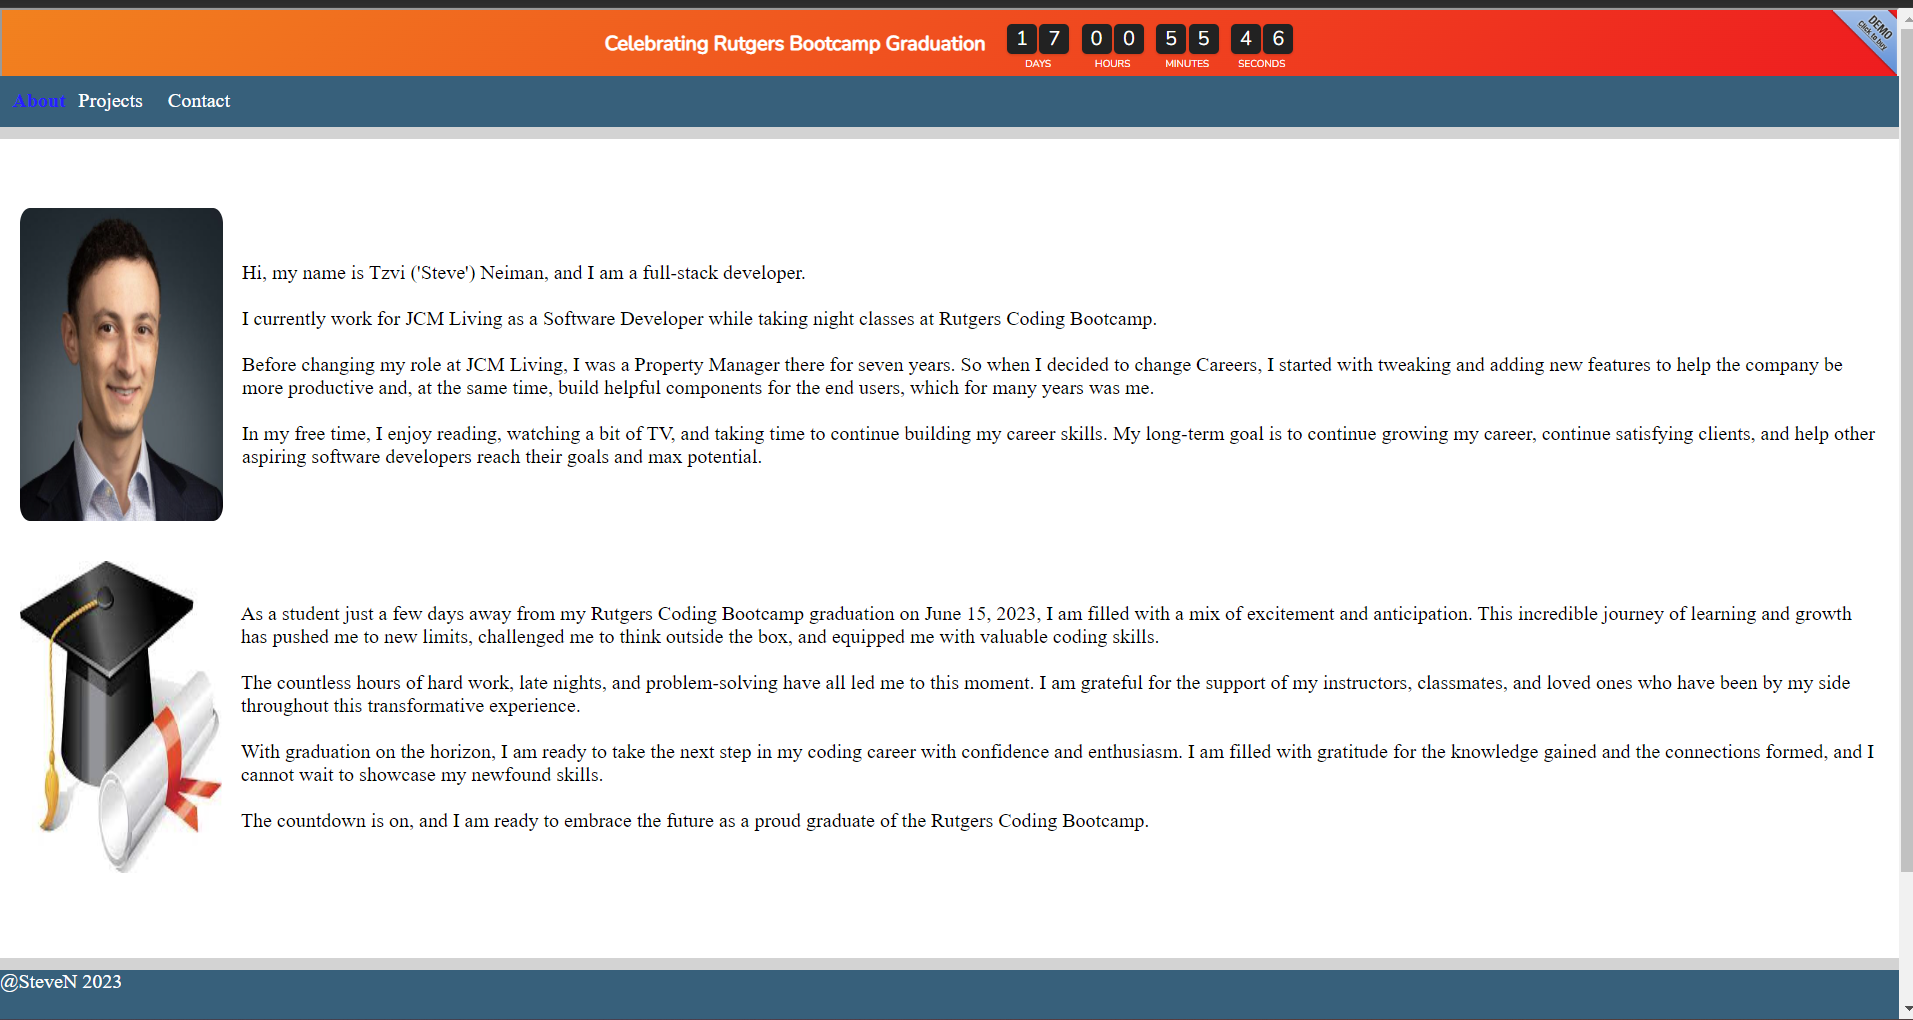 Celebrating Rutgers Bootcamp Graduation 17 00 55 46
DAYS HOURS MINUTES SECONDS
DEMO
Click to buy
About Projects Contact
Hi, my name is Tzvi ('Steve') Neiman, and I am a full-stack developer.
I currently work for JCM Living as a Software Developer while taking night classes at Rutgers Coding Bootcamp.
Before changing my role at JCM Living, I was a Property Manager there for seven years. So when I decided to change Careers, I started with tweaking and adding new features to help the company be
more productive and, at the same time, build helpful components for the end users, which for many years was me.
In my free time, I enjoy reading, watching a bit of TV, and taking time to continue building my career skills. My long-term goal is to continue growing my career, continue satisfying clients, and help other
aspiring software developers reach their goals and max potential.
As a student just a few days away from my Rutgers Coding Bootcamp graduation on June 15, 2023, I am filled with a mix of excitement and anticipation. This incredible journey of learning and growth
has pushed me to new limits, challenged me to think outside the box, and equipped me with valuable coding skills.
The countless hours of hard work, late nights, and problem-solving have all led me to this moment. I am grateful for the support of my instructors, classmates, and loved ones who have been by my side
throughout this transformative experience.
With graduation on the horizon, I am ready to take the next step in my coding career with confidence and enthusiasm. I am filled with gratitude for the knowledge gained and the connections formed, and I
cannot wait to showcase my newfound skills.
The countdown is on, and I am ready to embrace the future as a proud graduate of the Rutgers Coding Bootcamp.
@SteveN 2023